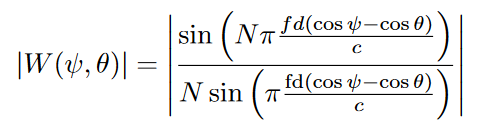 |W(ψ, θ)| = | sin (Nπ fd(cos ψ−cos θ)/c) / N sin (π fd(cos ψ−cos θ)/c) |